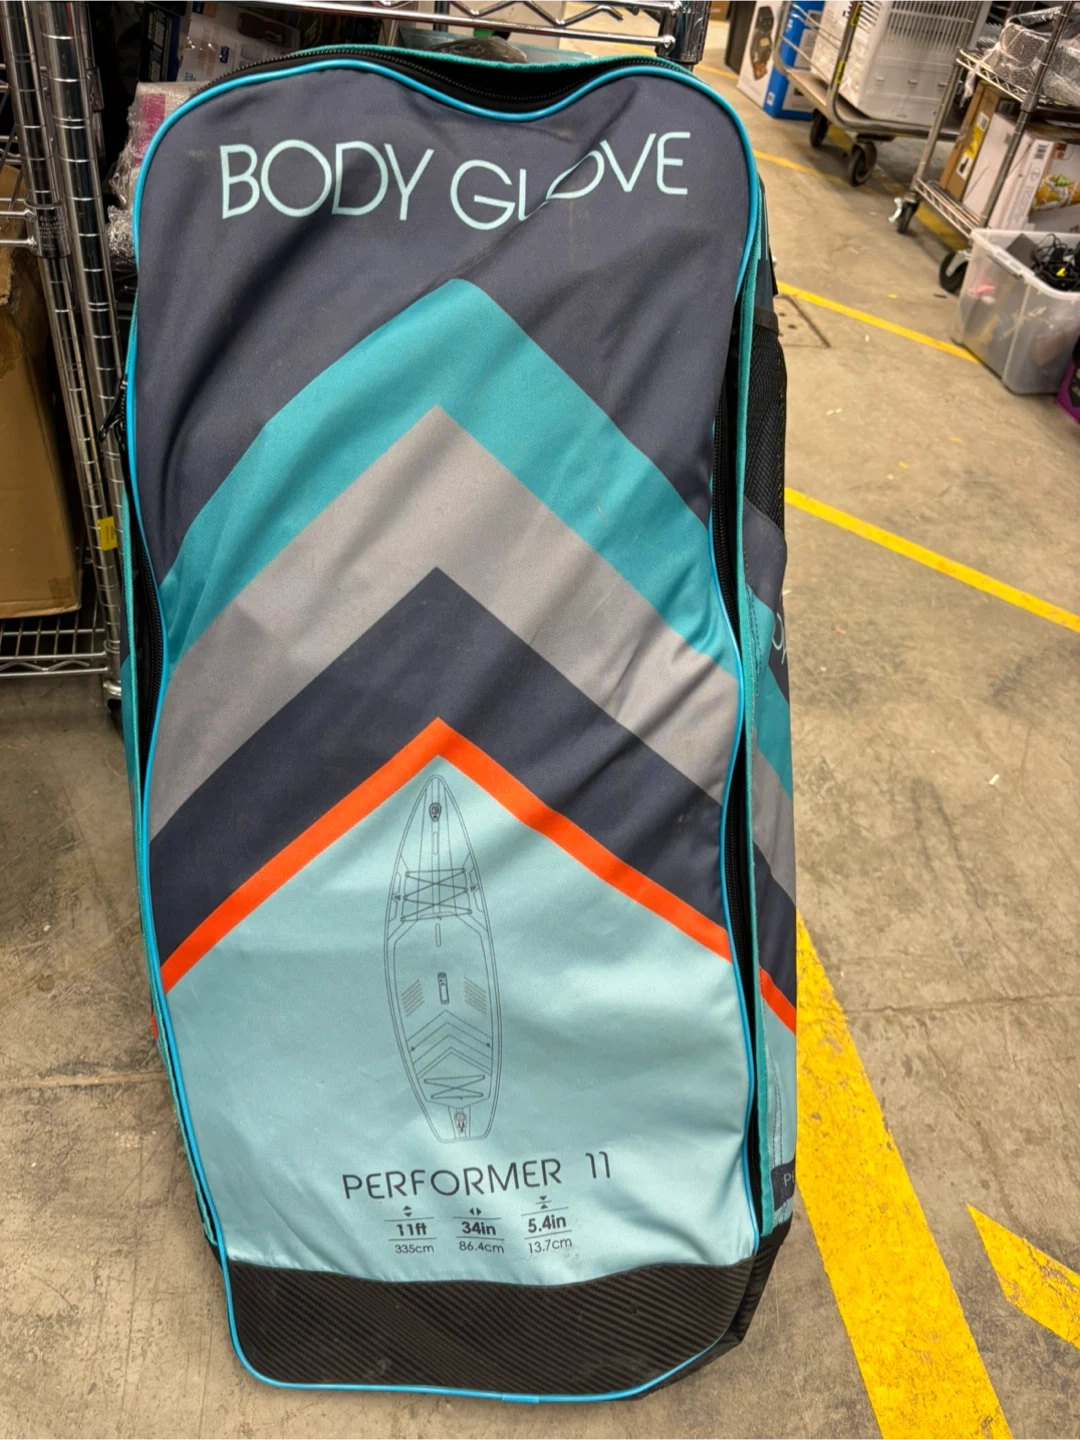 BODY GLOVE
PERFORMER 11
11ft 34in 5.4in
335cm 86.4cm 13.7cm